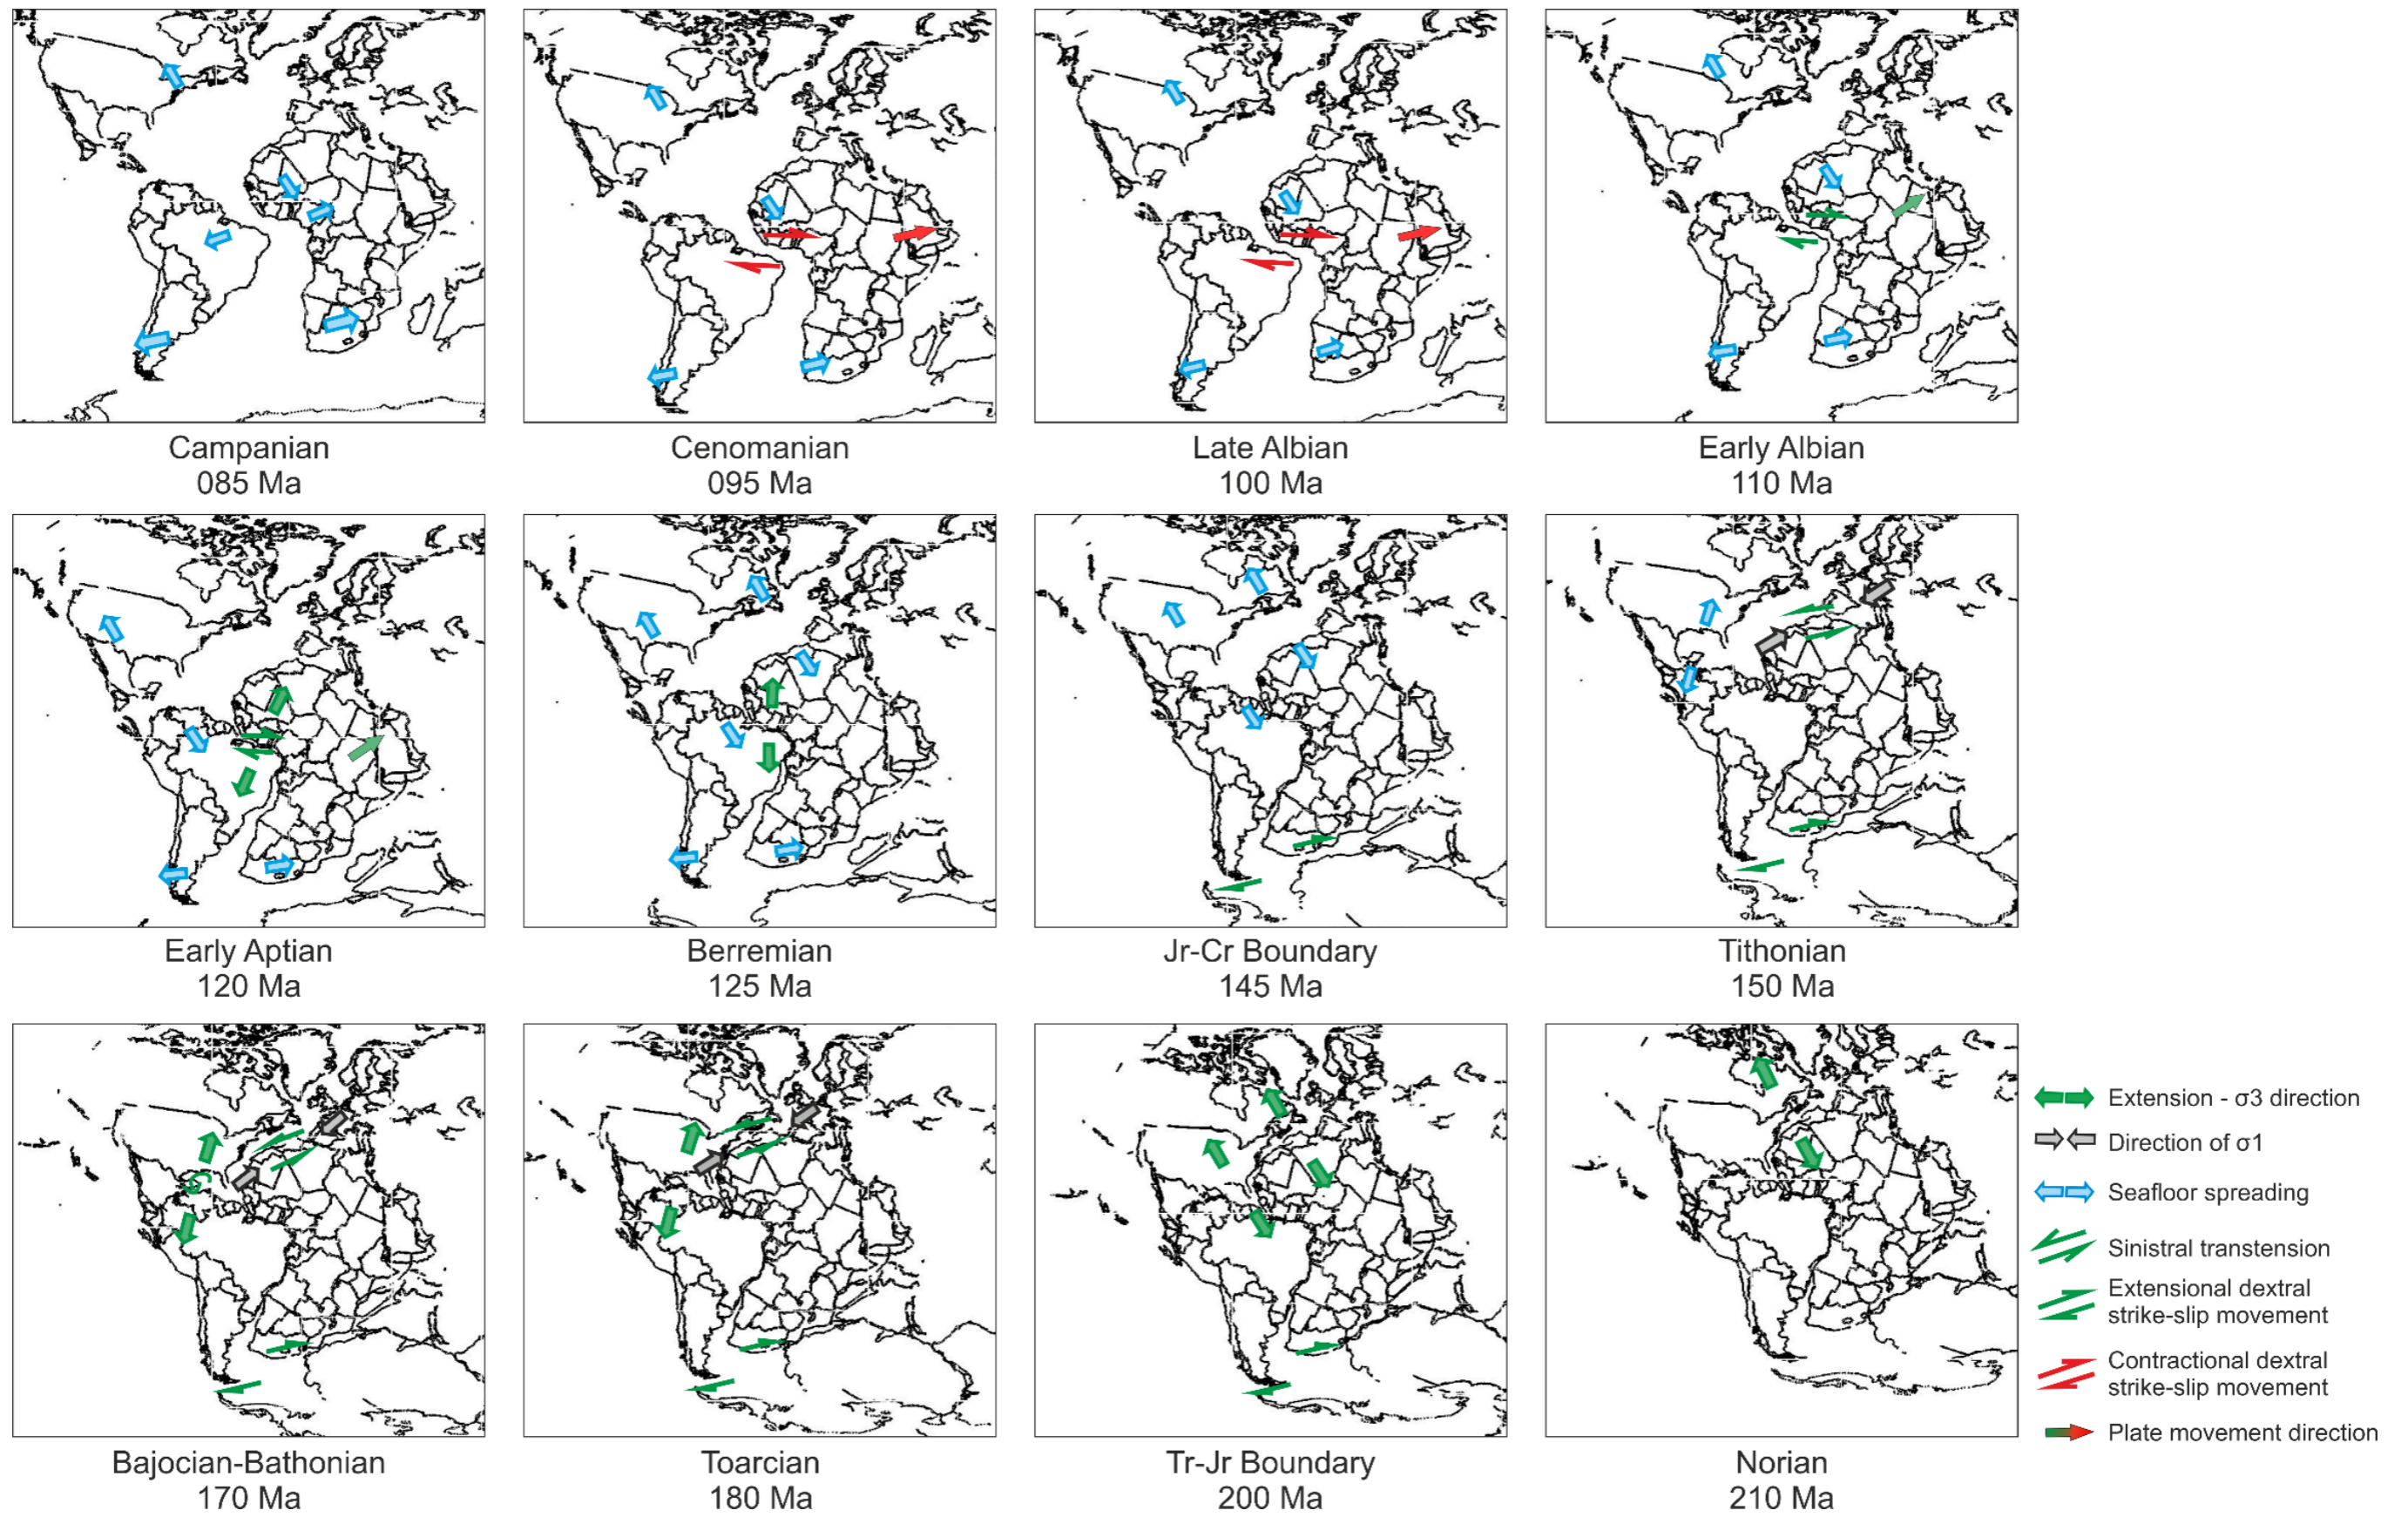 Campanian
085 Ma
Cenomanian
095 Ma
Late Albian
100 Ma
Early Albian
110 Ma
Early Aptian
120 Ma
Berremian
125 Ma
Jr-Cr Boundary
145 Ma
Tithonian
150 Ma
Bajocian-Bathonian
170 Ma
Toarcian
180 Ma
Tr-Jr Boundary
200 Ma
Norian
210 Ma
Extension - σ3 direction
Direction of σ1
Seafloor spreading
Sinistral transtension
Extensional dextral
strike-slip movement
Contractional dextral
strike-slip movement
Plate movement direction